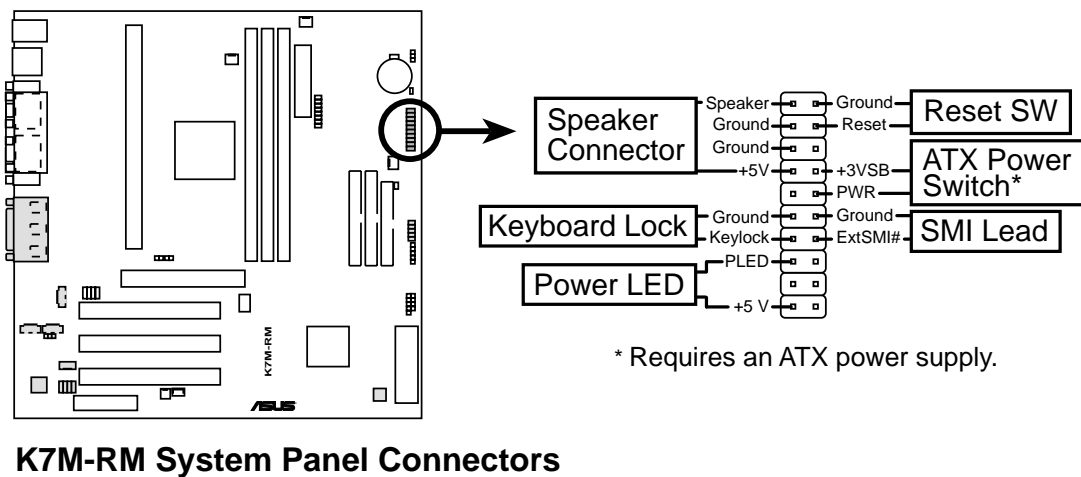 Speaker
Connector
Speaker
Ground
Ground
+5V
Ground
Reset
Reset SW
+3VSB
PWR
ATX Power
Switch*
Keyboard Lock
Ground
Keylock
Ground
ExtSMI#
SMI Lead
Power LED
PLED
+5 V
* Requires an ATX power supply.
K7M-RM
ASUS
K7M-RM System Panel Connectors